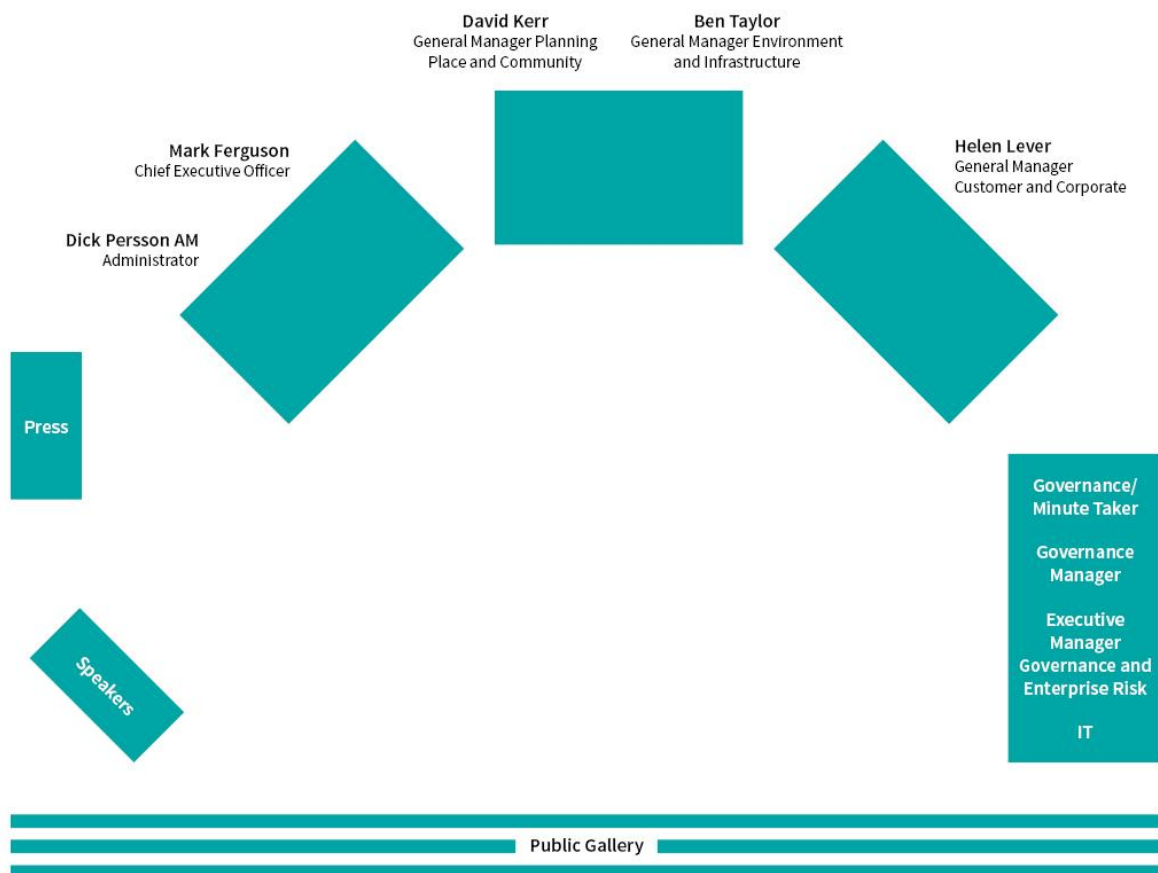 David Kerr
General Manager Planning
Place and Community
Ben Taylor
General Manager Environment
and Infrastructure
Mark Ferguson
Chief Executive Officer
Helen Lever
General Manager
Customer and Corporate
Dick Persson AM
Administrator
Press
Governance/
Minute Taker
Governance
Manager
Executive
Manager
Governance and
Enterprise Risk
IT
Speakers
Public Gallery